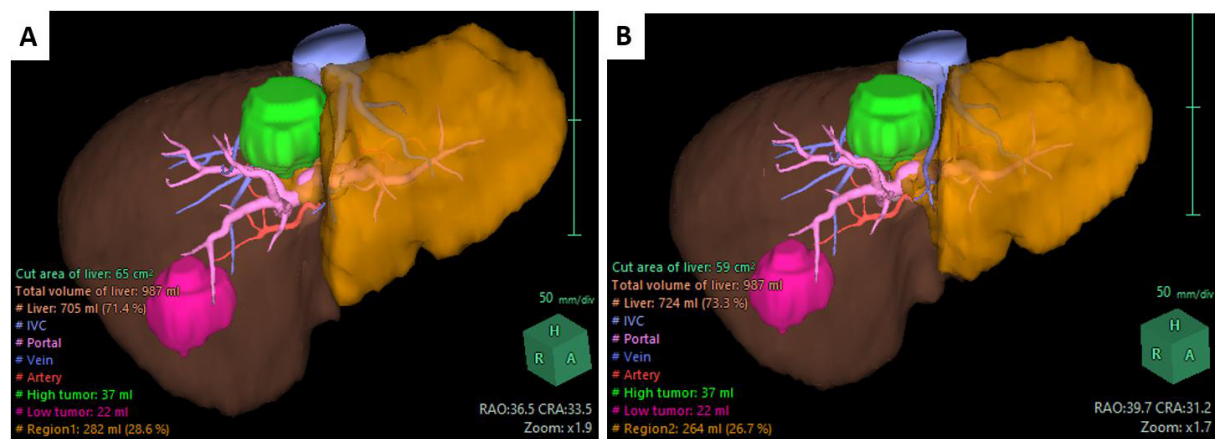 A
Cut area of liver: 65 cm²
Total volume of liver: 987 ml
# Liver: 705 ml (71.4 %)
# IVC
# Portal
# Vein
# Artery
# High tumor: 37 ml
# Low tumor: 22 ml
# Region1: 282 ml (28.6 %)
50 mm/div
H
R A
RAO:36.5 CRA:33.5
Zoom: x1.9
B
Cut area of liver: 59 cm²
Total volume of liver: 987 ml
# Liver: 724 ml (73.3 %)
# IVC
# Portal
# Vein
# Artery
# High tumor: 37 ml
# Low tumor: 22 ml
# Region2: 264 ml (26.7 %)
50 mm/div
H
R A
RAO:39.7 CRA:31.2
Zoom: x1.7